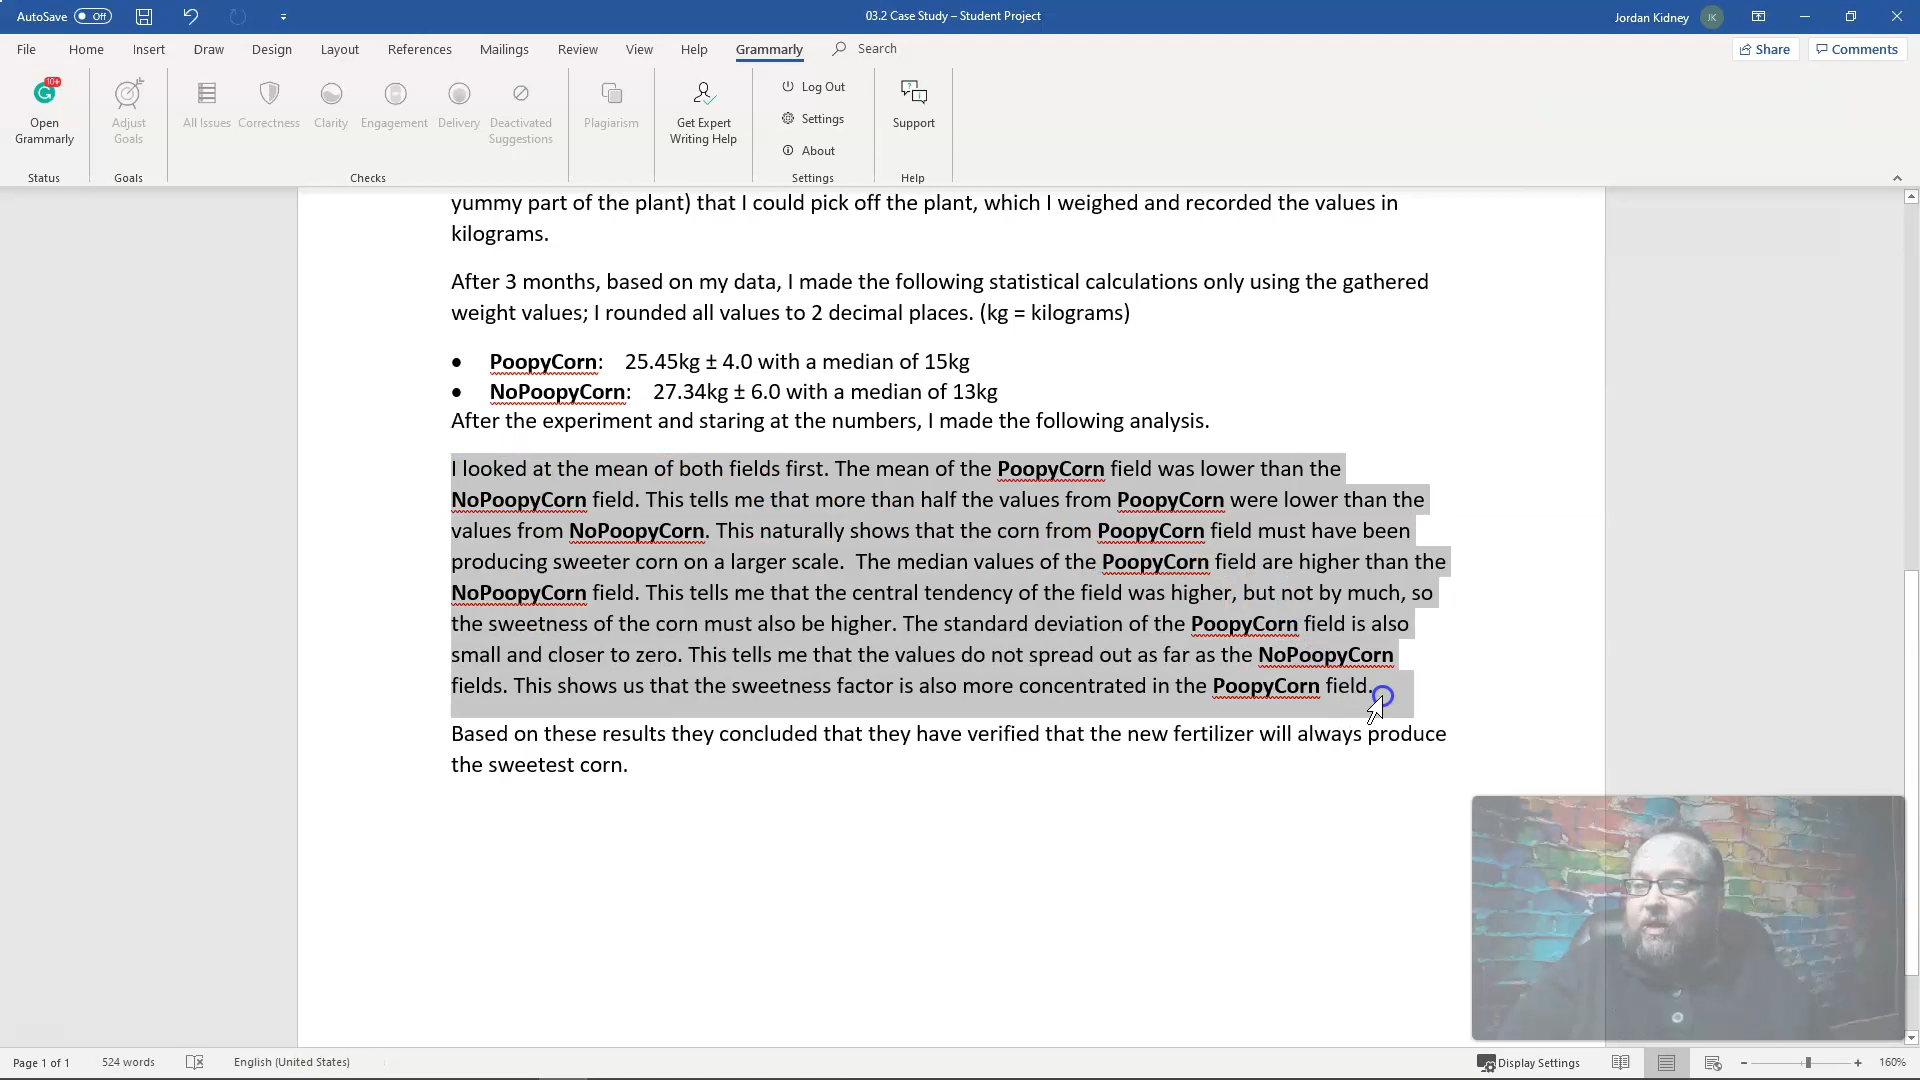 AutoSave Off
03.2 Case Study – Student Project
Jordan Kidney JK
File Home Insert Draw Design Layout References Mailings Review View Help Grammarly Search
Share Comments
10+
Open Grammarly
Status
Adjust Goals
Goals
All Issues Correctness Clarity Engagement Delivery Deactivated Suggestions
Checks
Plagiarism
Get Expert Writing Help
Log Out
Settings
About
Settings
Support
Help
yummy part of the plant) that I could pick off the plant, which I weighed and recorded the values in
kilograms.
After 3 months, based on my data, I made the following statistical calculations only using the gathered
weight values; I rounded all values to 2 decimal places. (kg = kilograms)
• PoopyCorn: 25.45kg ± 4.0 with a median of 15kg
• NoPoopyCorn: 27.34kg ± 6.0 with a median of 13kg
After the experiment and staring at the numbers, I made the following analysis.
I looked at the mean of both fields first. The mean of the PoopyCorn field was lower than the
NoPoopyCorn field. This tells me that more than half the values from PoopyCorn were lower than the
values from NoPoopyCorn. This naturally shows that the corn from PoopyCorn field must have been
producing sweeter corn on a larger scale.  The median values of the PoopyCorn field are higher than the
NoPoopyCorn field. This tells me that the central tendency of the field was higher, but not by much, so
the sweetness of the corn must also be higher. The standard deviation of the PoopyCorn field is also
small and closer to zero. This tells me that the values do not spread out as far as the NoPoopyCorn
fields. This shows us that the sweetness factor is also more concentrated in the PoopyCorn field.
Based on these results they concluded that they have verified that the new fertilizer will always produce
the sweetest corn.
Page 1 of 1 524 words English (United States) Display Settings 160%